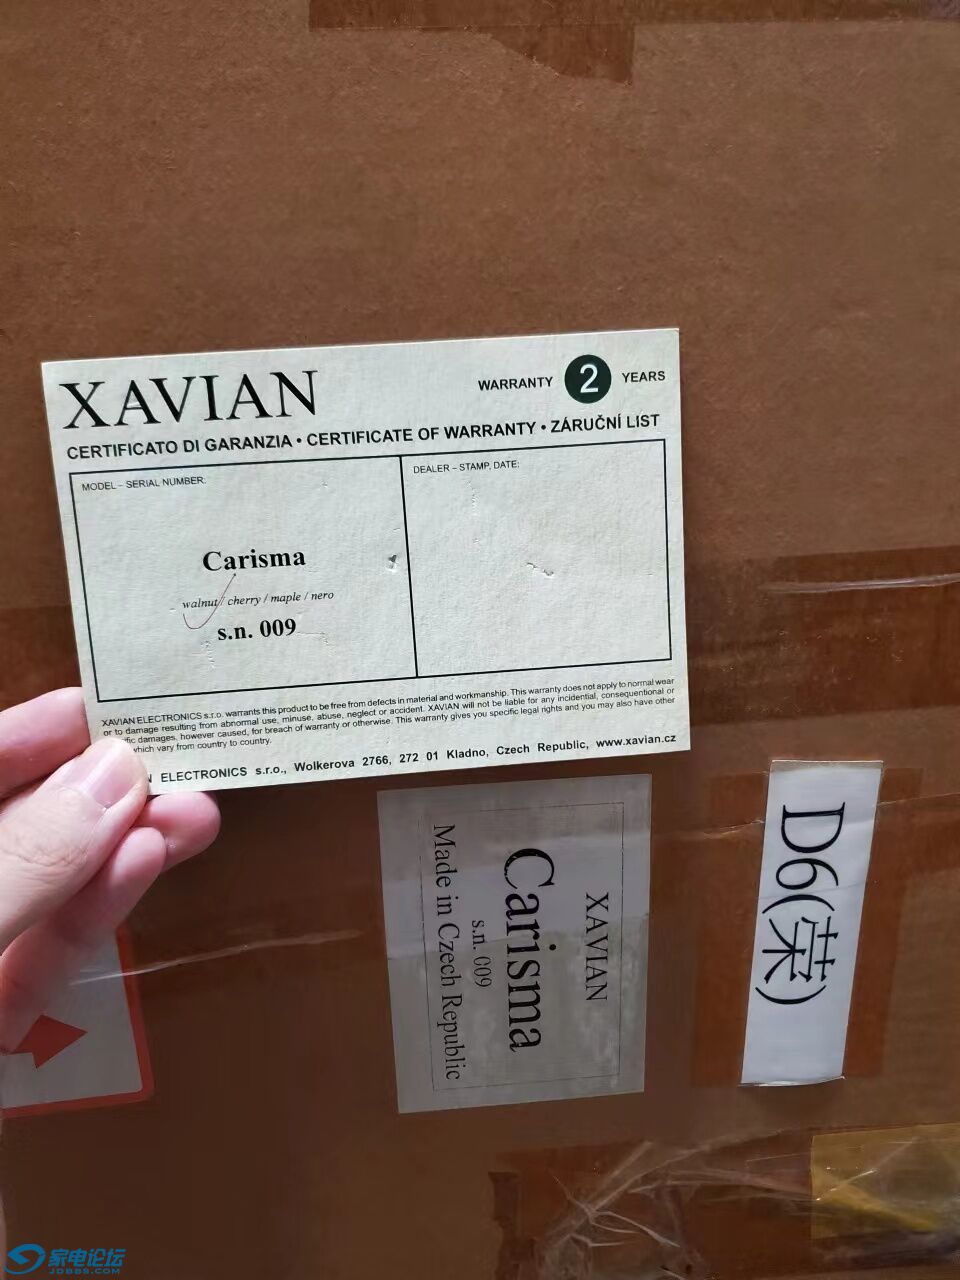 XAVIAN
WARRANTY 2 YEARS
CERTIFICATO DI GARANZIA • CERTIFICATE OF WARRANTY • ZÁRUČNÍ LIST
MODEL – SERIAL NUMBER:
DEALER – STAMP, DATE:
Carisma
walnut / cherry / maple / nero
s.n. 009
XAVIAN ELECTRONICS s.r.o. warrants this product to be free from defects in material and workmanship. This warranty does not apply to normal wear
or to damage resulting from abnormal use, minuse, abuse, neglect or accident. XAVIAN will not be liable for any incidental, consequentional or
damages, however caused, for breach of warranty or otherwise. This warranty gives you specific legal rights and you may also have other
which vary from country to country.
ELECTRONICS s.r.o., Wolkerova 2766, 272 01 Kladno, Czech Republic, www.xavian.cz
XAVIAN
Carisma
s.n. 009
Made in Czech Republic
D6(荣)
家电论坛
JDBBS.COM